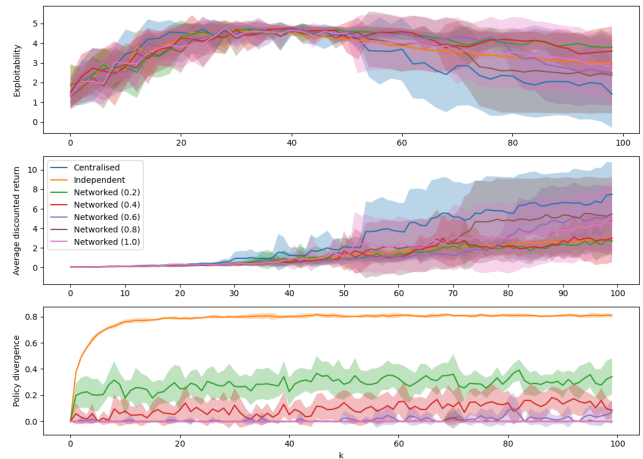 Exploitability
5
4
3
2
1
0
0 20 40 60 80 100
Average discounted return
10
8
6
4
2
0
Centralised
Independent
Networked (0.2)
Networked (0.4)
Networked (0.6)
Networked (0.8)
Networked (1.0)
0 10 20 30 40 50 60 70 80 90 100
Policy divergence
0.8
0.6
0.4
0.2
0.0
0 20 40 60 80 100
k